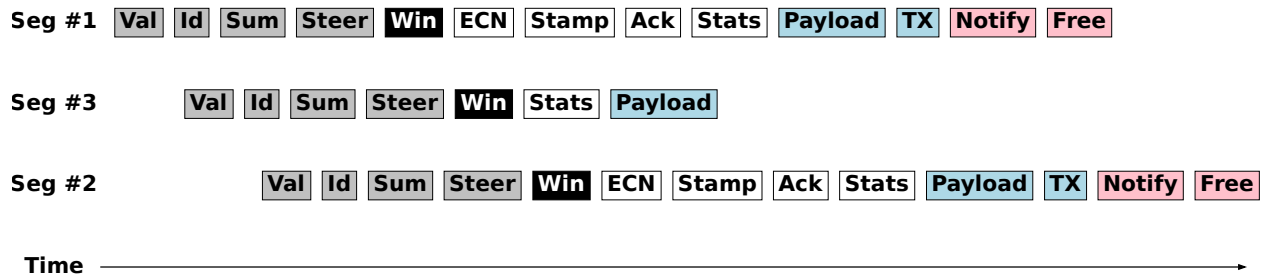 Seg #1 Val Id Sum Steer Win ECN Stamp Ack Stats Payload TX Notify Free
Seg #3 Val Id Sum Steer Win Stats Payload
Seg #2 Val Id Sum Steer Win ECN Stamp Ack Stats Payload TX Notify Free
Time